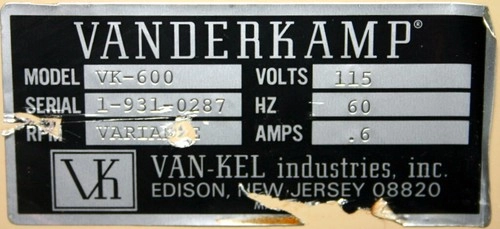 VANDERKAMP®
MODEL VK-600 VOLTS 115
SERIAL 1-931-0287 HZ 60
RPM AMPS .6
VK VAN-KEL industries, inc.
EDISON, NEW JERSEY 08820